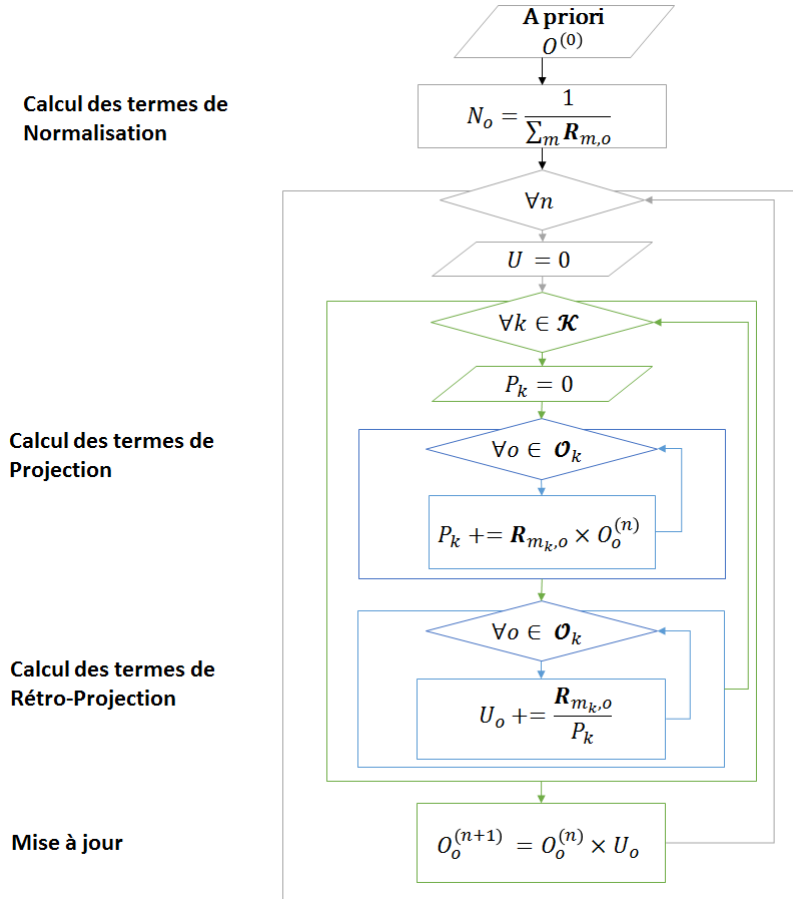 A priori
O^(0)
Calcul des termes de
Normalisation
N_o = 1 / ∑_m R_{m,o}
∀n
U = 0
∀k ∈ 𝓚
P_k = 0
Calcul des termes de
Projection
∀o ∈ 𝓞_k
P_k += R_{m_k,o} × O_o^(n)
∀o ∈ 𝓞_k
Calcul des termes de
Rétro-Projection
U_o += R_{m_k,o} / P_k
Mise à jour
O_o^(n+1) = O_o^(n) × U_o